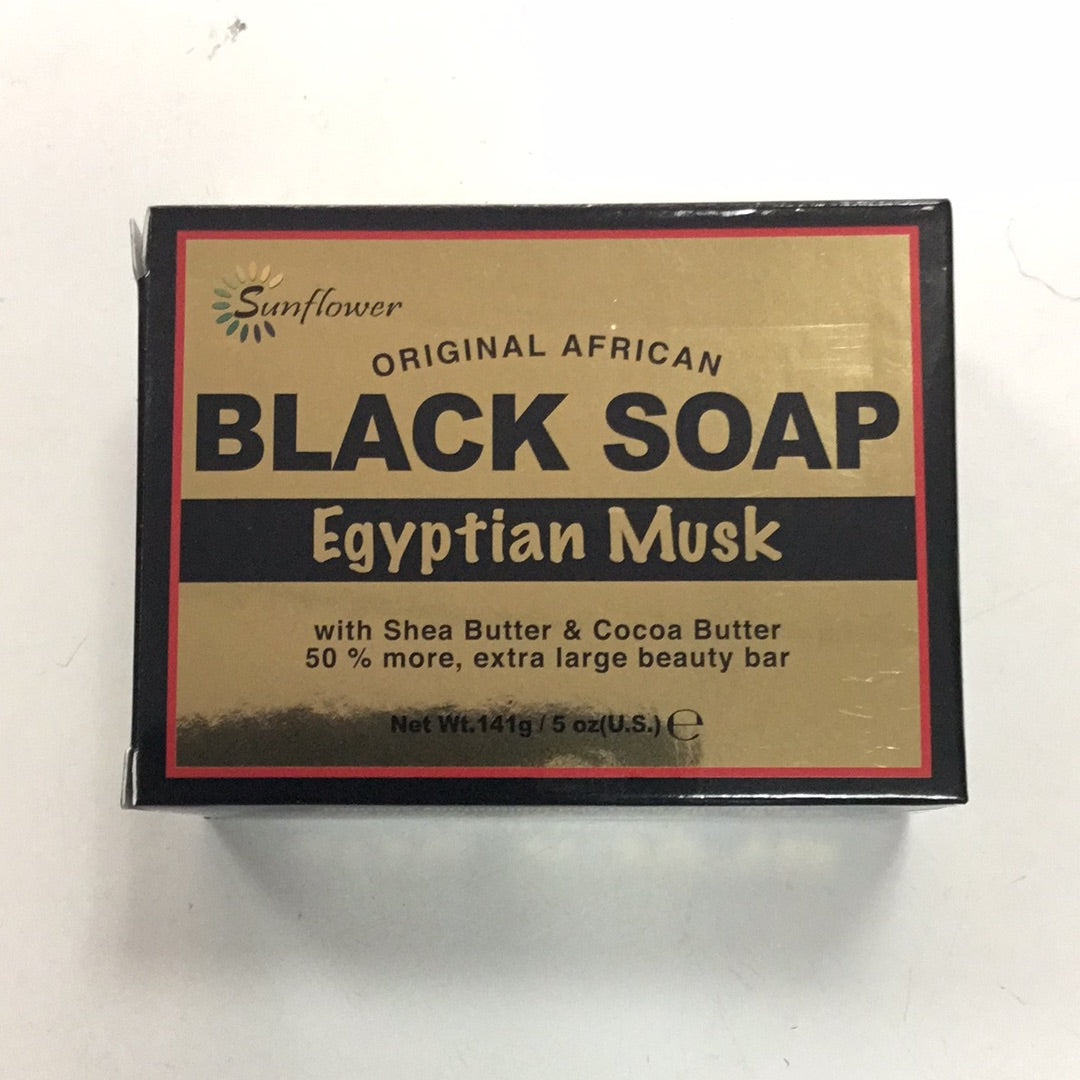 Sunflower
ORIGINAL AFRICAN
BLACK SOAP
Egyptian Musk
with Shea Butter & Cocoa Butter
50 % more, extra large beauty bar
Net Wt.141g / 5 oz(U.S.) ℮